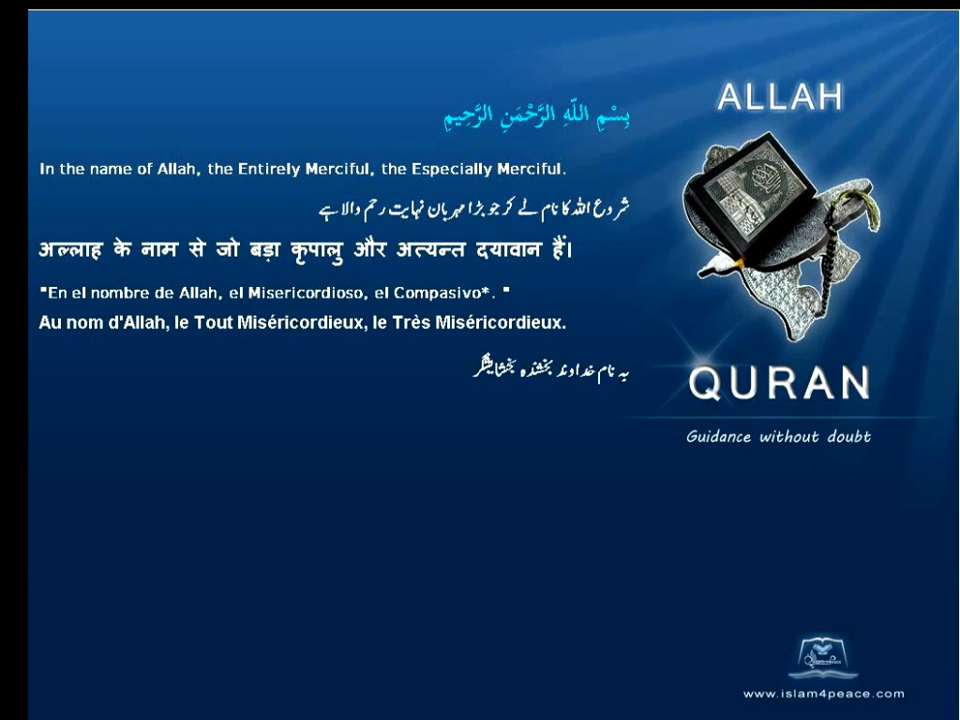 بِسْمِ اللّهِ الرَّحْمَنِ الرَّحِيمِ
In the name of Allah, the Entirely Merciful, the Especially Merciful.
شروع الله کا نام لے کر جو بڑا مہربان نہایت رحم والا ہے
अल्लाह के नाम से जो बड़ा कृपालु और अत्यन्त दयावान हैं।
"En el nombre de Allah, el Misericordioso, el Compasivo*. "
Au nom d'Allah, le Tout Miséricordieux, le Très Miséricordieux.
به نام خداوند بخشنده بخشایشگر
ALLAH
QURAN
Guidance without doubt
www.islam4peace.com